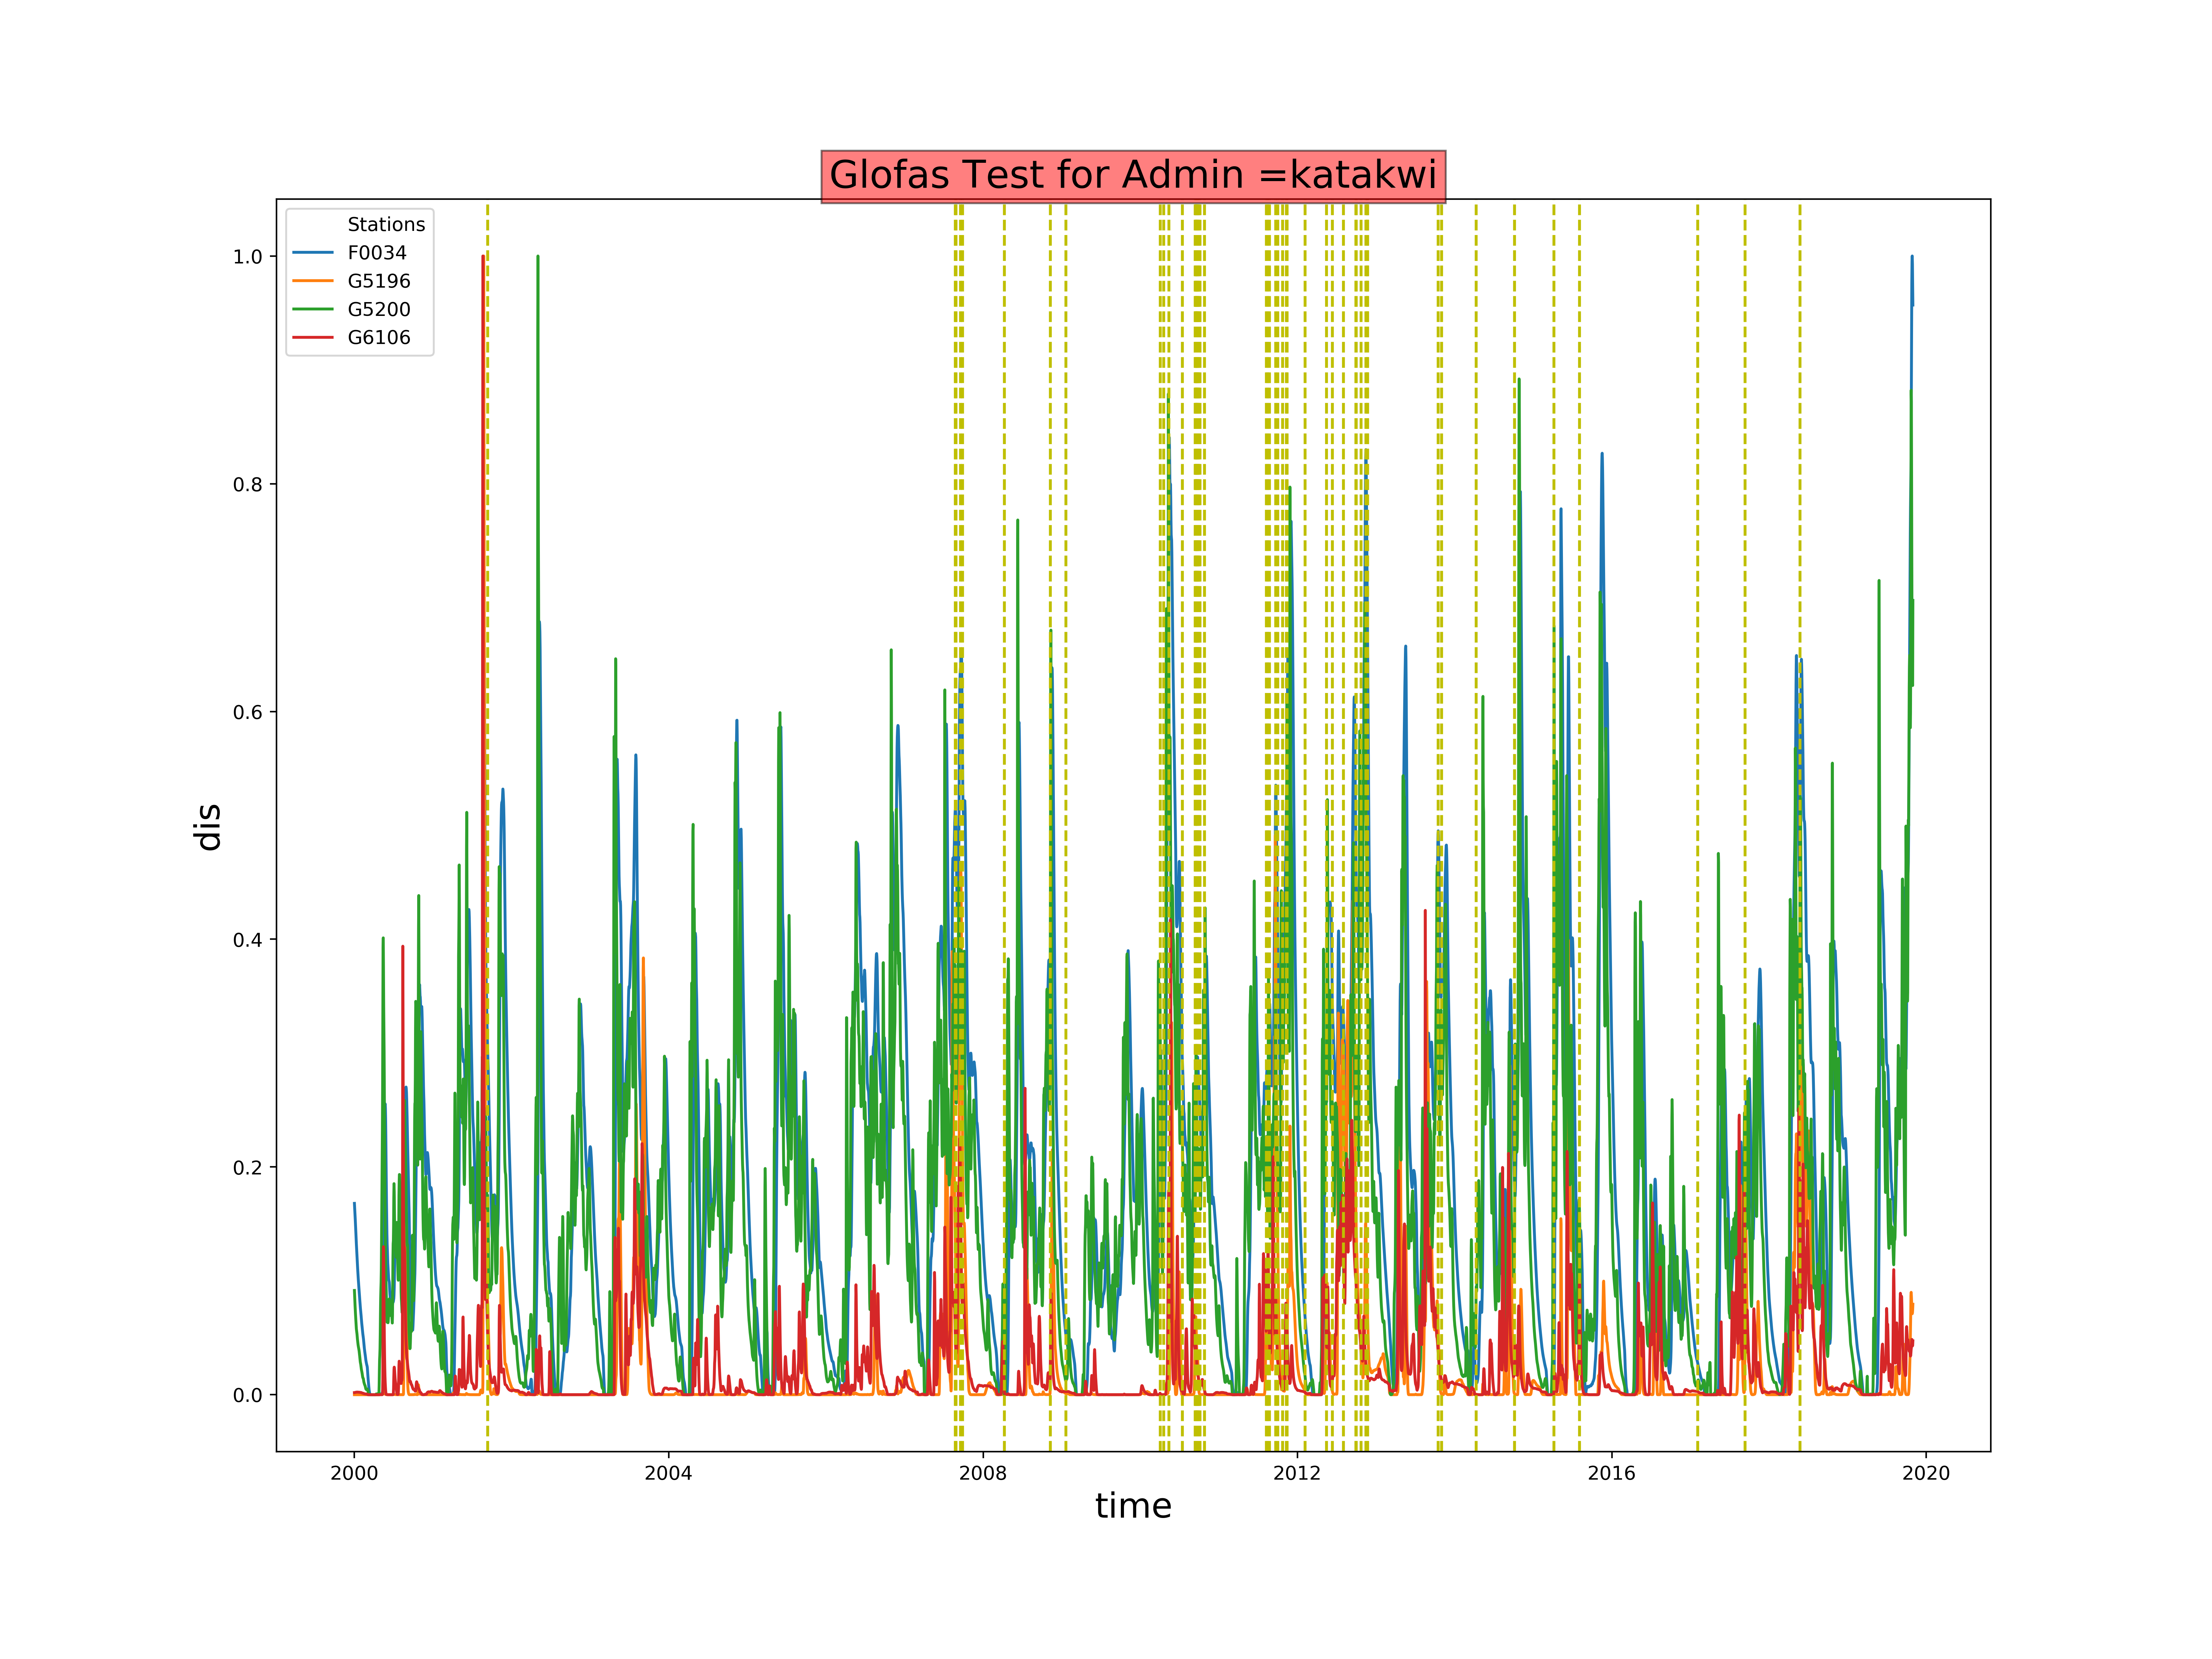 Glofas Test for Admin =katakwi
Stations
F0034
G5196
G5200
G6106
1.0
0.8
0.6
0.4
0.2
0.0
dis
2000
2004
2008
2012
2016
2020
time